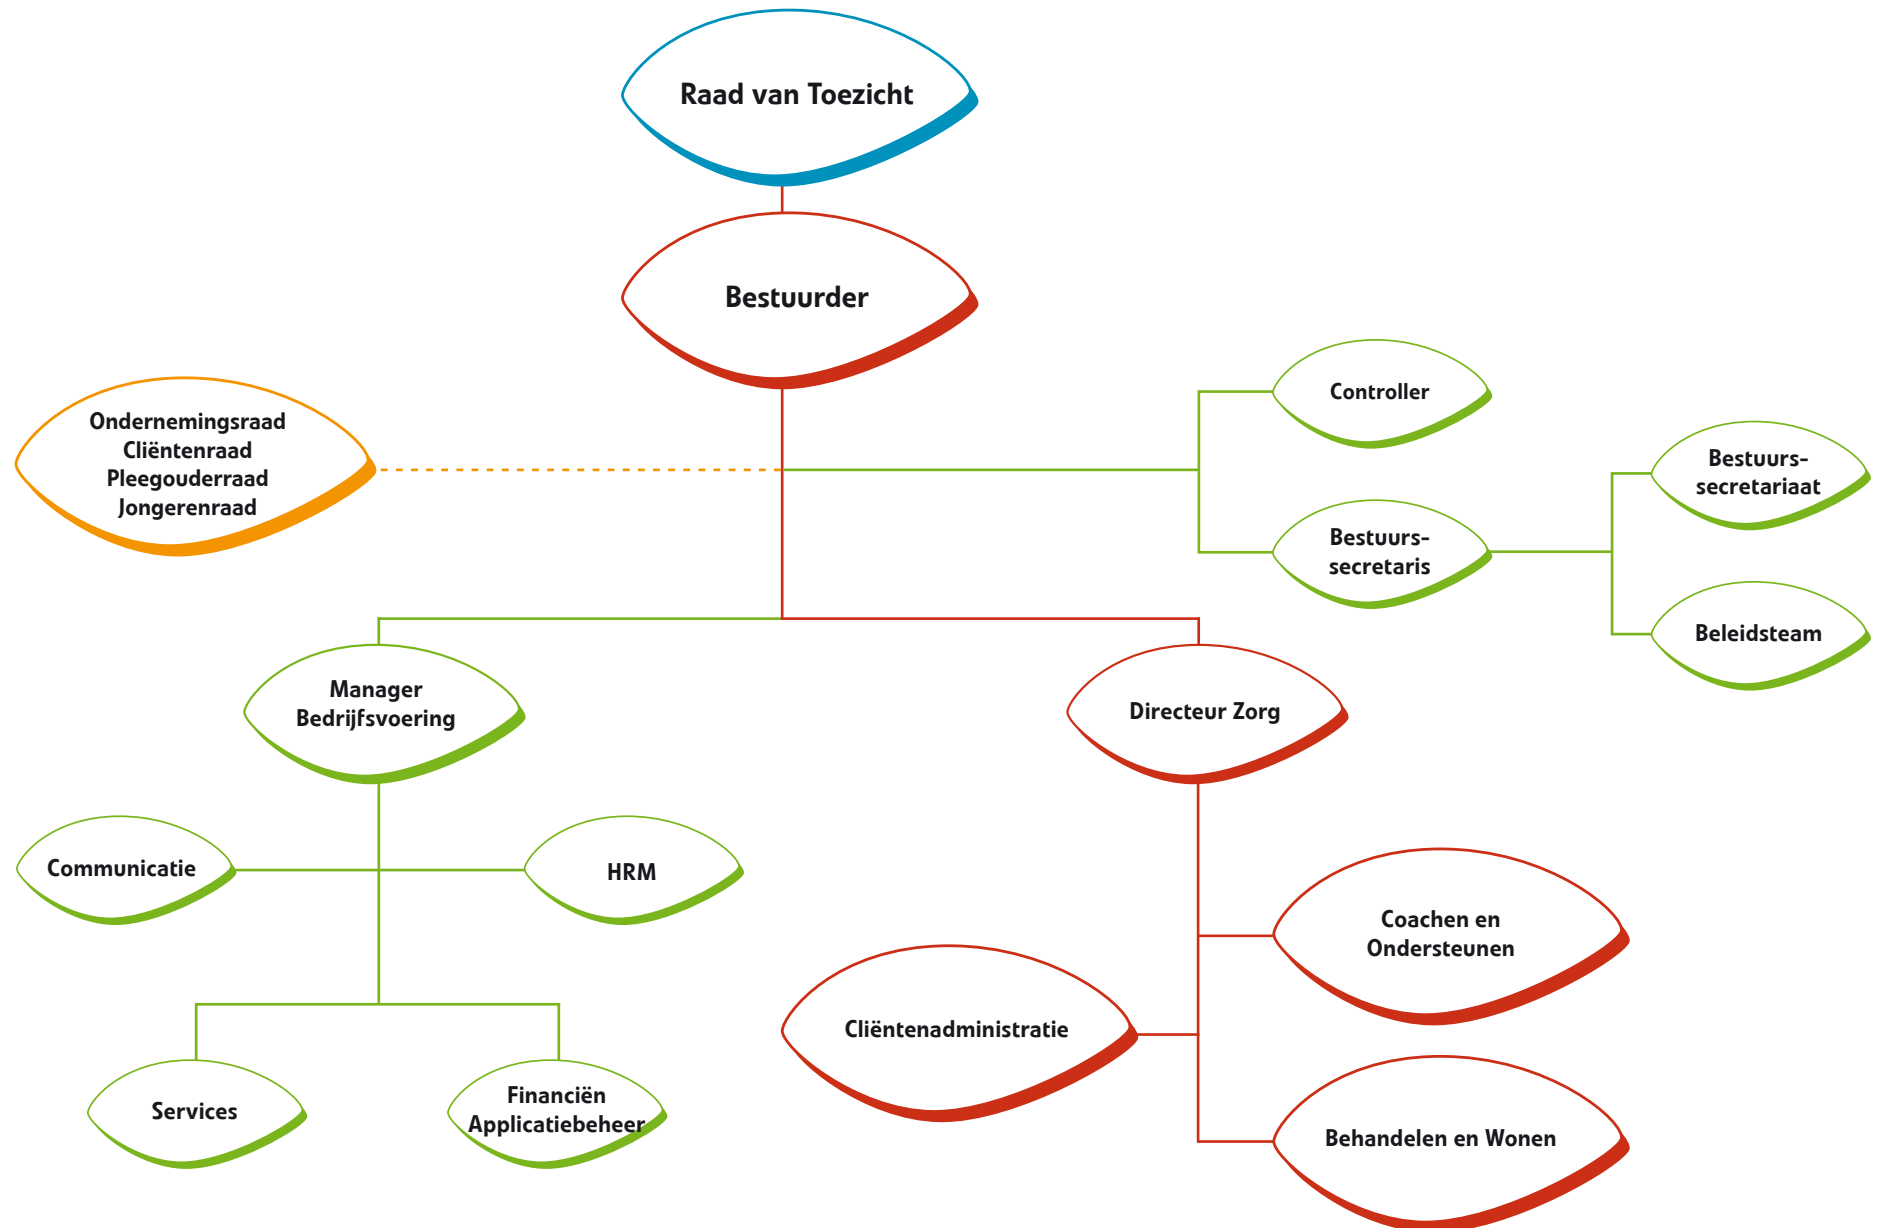 Raad van Toezicht
Bestuurder
Ondernemingsraad
Cliëntenraad
Pleegouderraad
Jongerenraad
Controller
Bestuurs-
secretaris
Bestuurs-
secretariaat
Beleidsteam
Manager
Bedrijfsvoering
Directeur Zorg
Communicatie
HRM
Services
Financiën
Applicatiebeheer
Coachen en
Ondersteunen
Cliëntenadministratie
Behandelen en Wonen